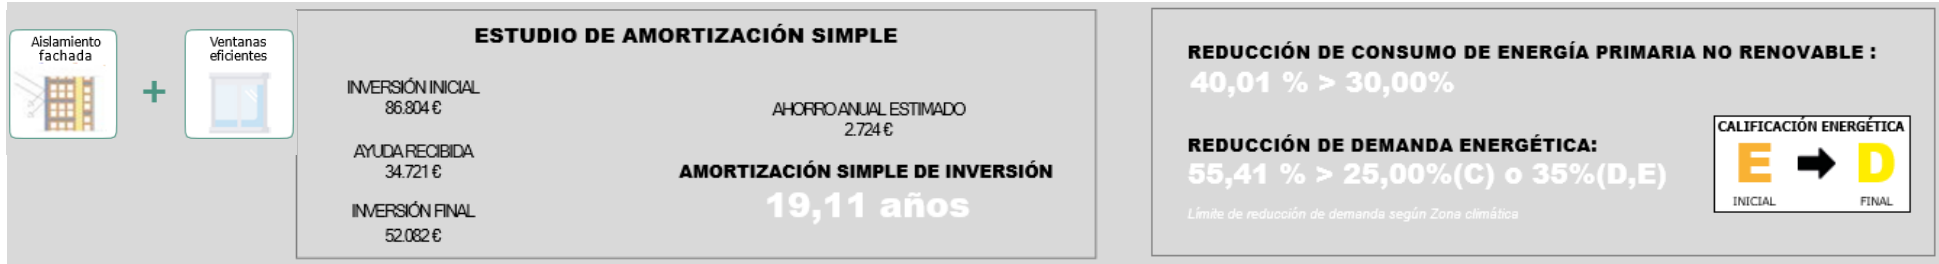 Aislamiento
fachada
+
Ventanas
eficientes
ESTUDIO DE AMORTIZACIÓN SIMPLE
INVERSIÓN INICIAL
86.804 €
AYUDA RECIBIDA
34.721 €
INVERSIÓN FINAL
52.082 €
AHORRO ANUAL ESTIMADO
2.724 €
AMORTIZACIÓN SIMPLE DE INVERSIÓN
19,11 años
REDUCCIÓN DE CONSUMO DE ENERGÍA PRIMARIA NO RENOVABLE :
40,01 % > 30,00%
REDUCCIÓN DE DEMANDA ENERGÉTICA:
55,41 % > 25,00%(C) o 35%(D,E)
Límite de reducción de demanda según Zona climática
CALIFICACIÓN ENERGÉTICA
E D
INICIAL FINAL